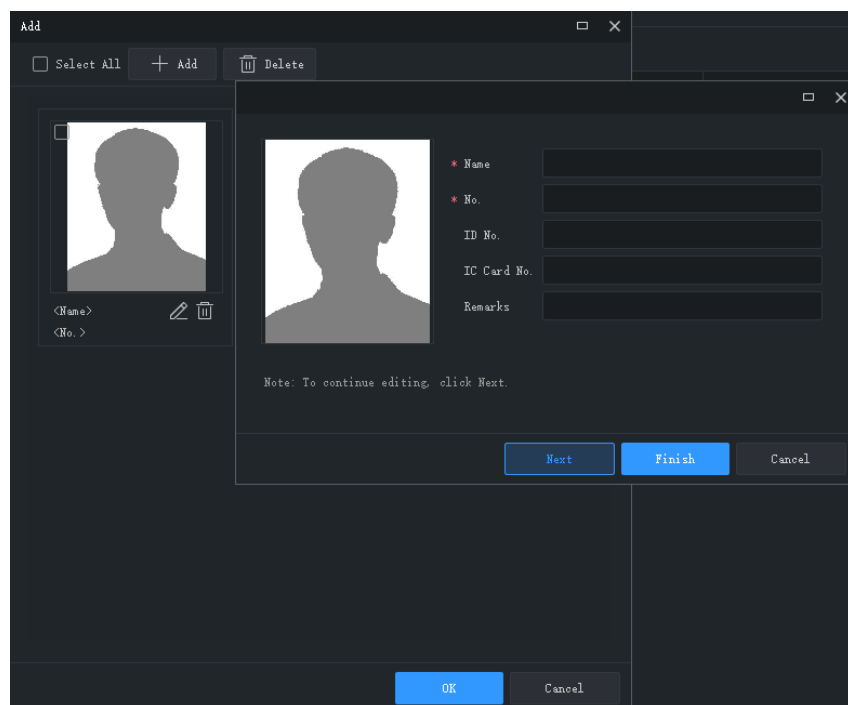 Add
Select All
Add
Delete
* Name
* No.
ID No.
IC Card No.
Remarks
<Name>
<No.>
Note: To continue editing, click Next.
Next
Finish
Cancel
OK
Cancel